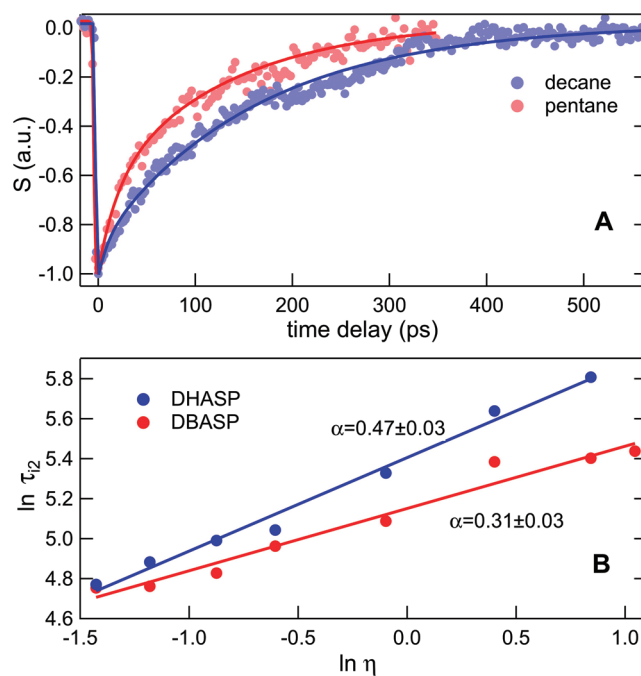 0.0
-0.2
-0.4
-0.6
-0.8
-1.0
S (a.u.)
decane
pentane
A
0 100 200 300 400 500
time delay (ps)
5.8
5.6
5.4
5.2
5.0
4.8
4.6
ln τi2
DHASP
DBASP
α=0.47±0.03
α=0.31±0.03
B
-1.5 -1.0 -0.5 0.0 0.5 1.0
ln η